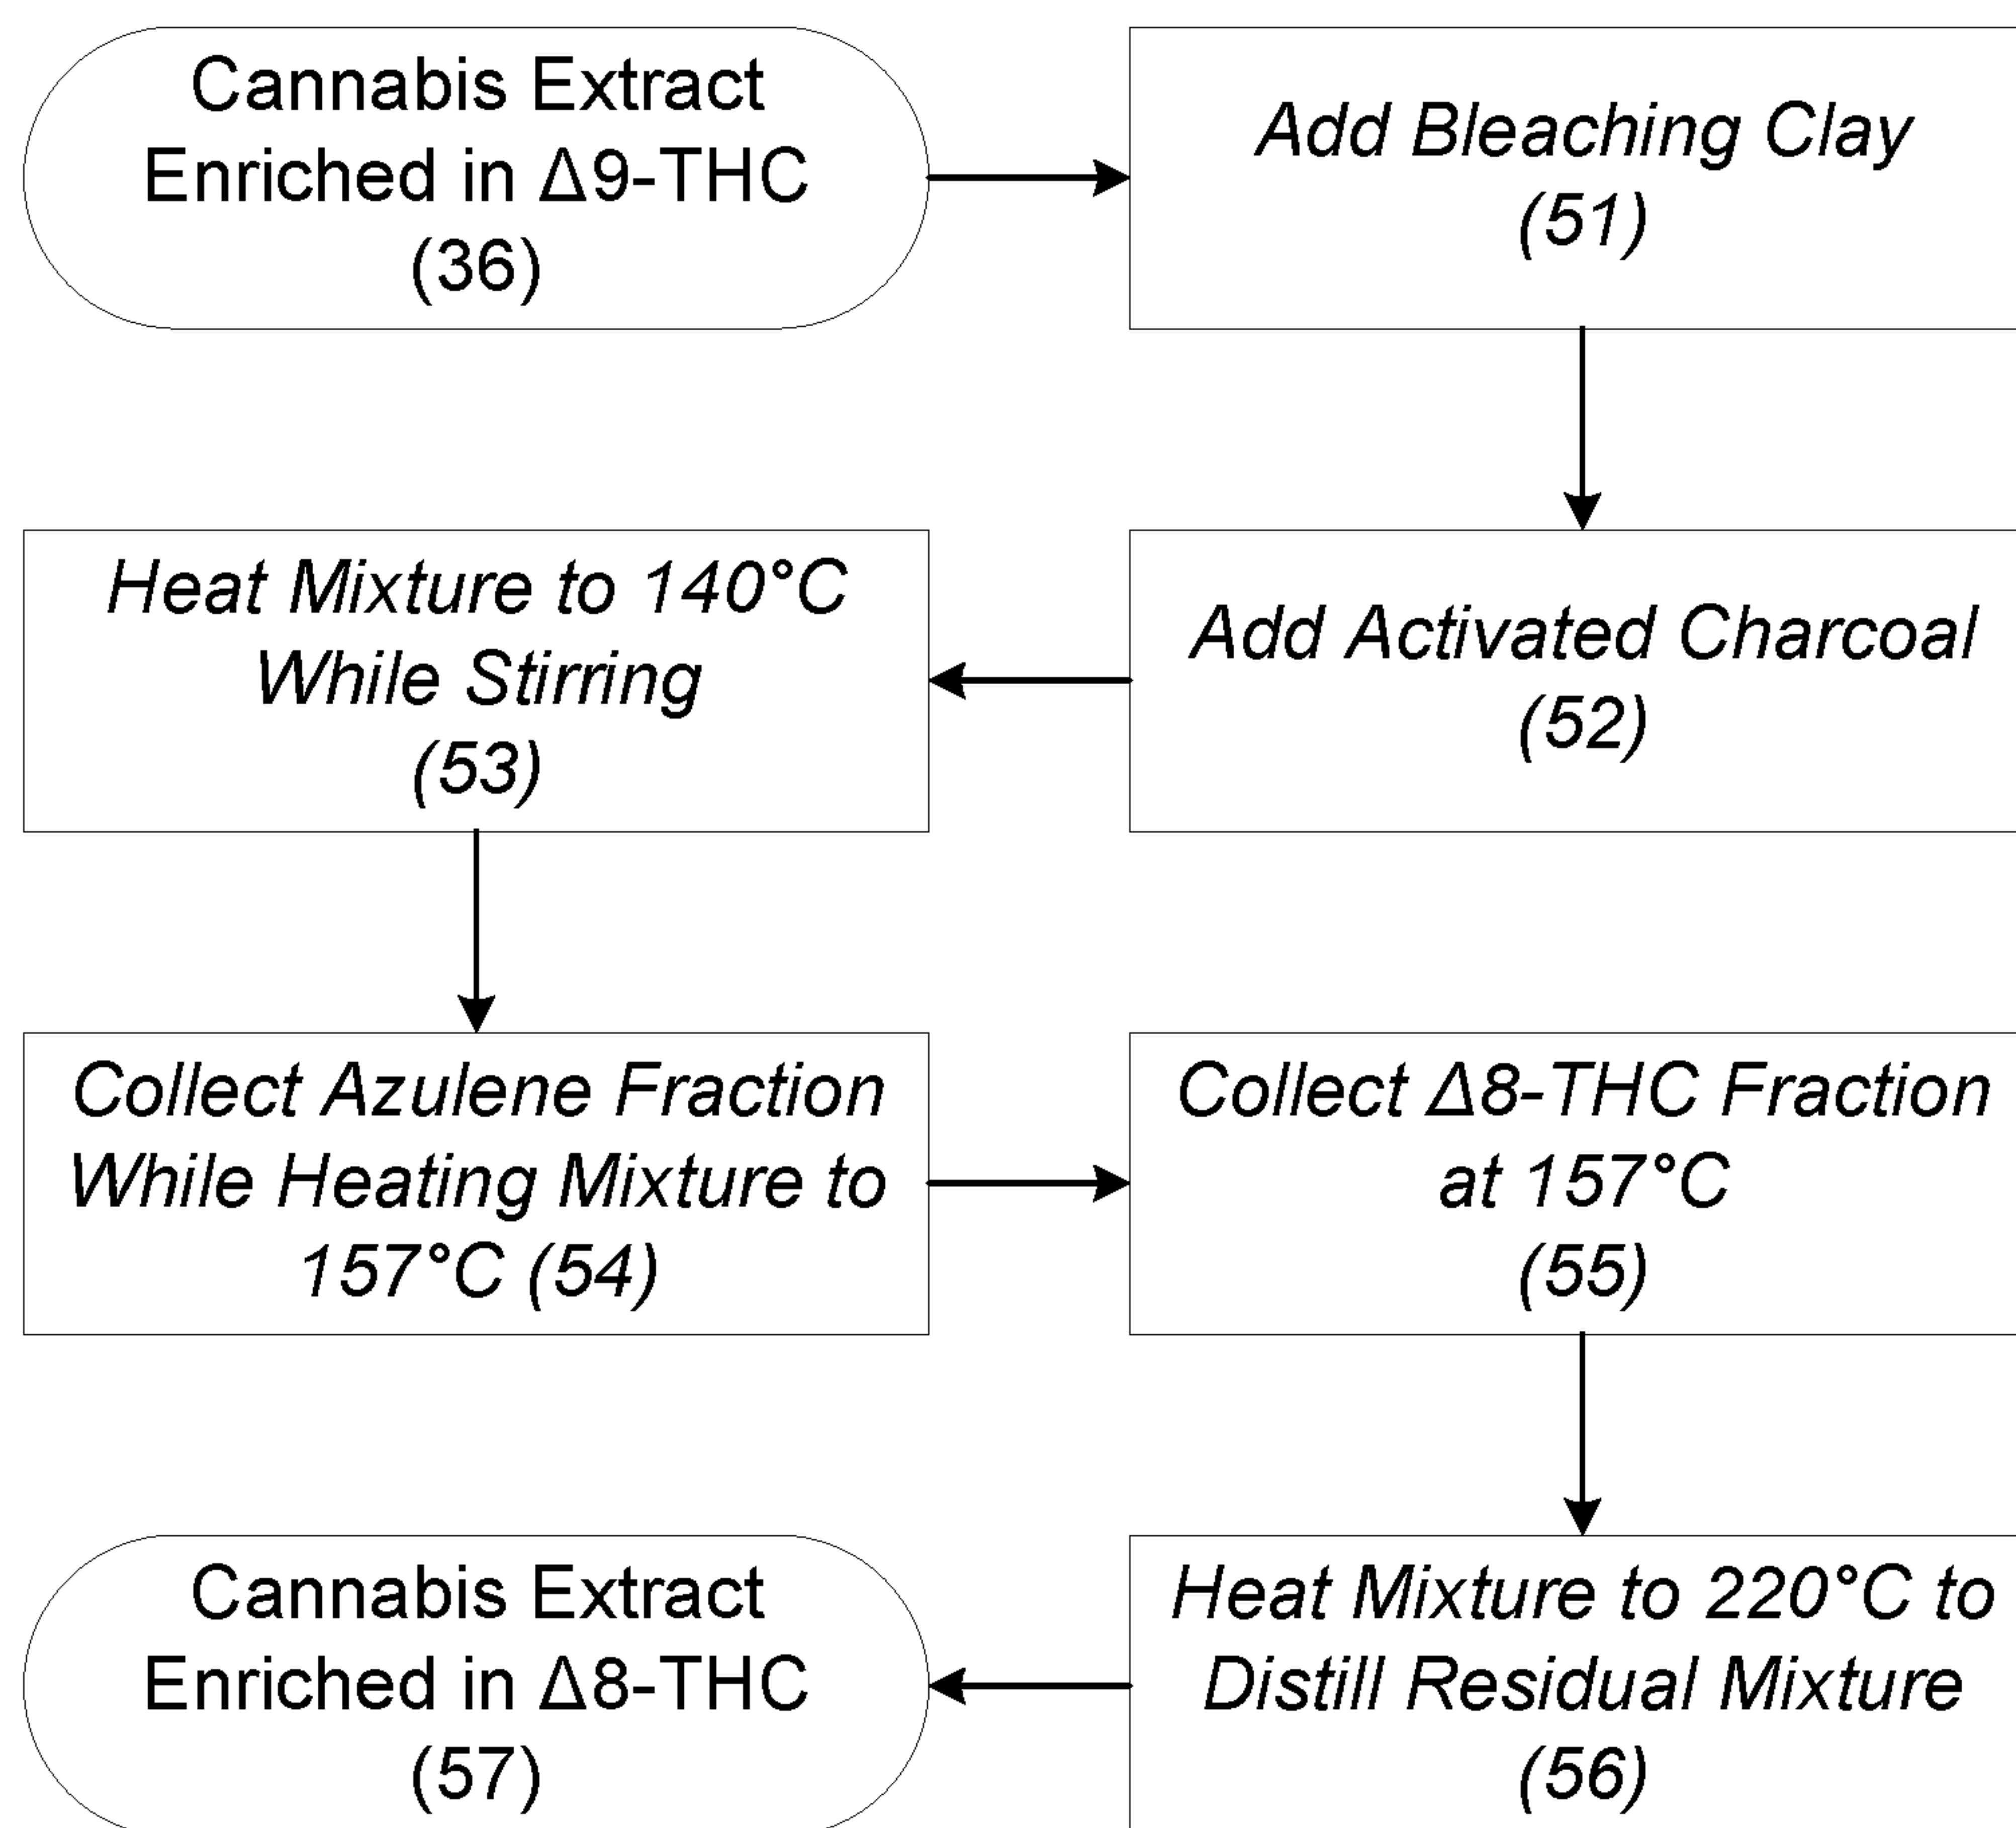 Cannabis Extract
Enriched in Δ9-THC
(36)
Add Bleaching Clay
(51)
Add Activated Charcoal
(52)
Heat Mixture to 140°C
While Stirring
(53)
Collect Azulene Fraction
While Heating Mixture to
157°C (54)
Collect Δ8-THC Fraction
at 157°C
(55)
Heat Mixture to 220°C to
Distill Residual Mixture
(56)
Cannabis Extract
Enriched in Δ8-THC
(57)